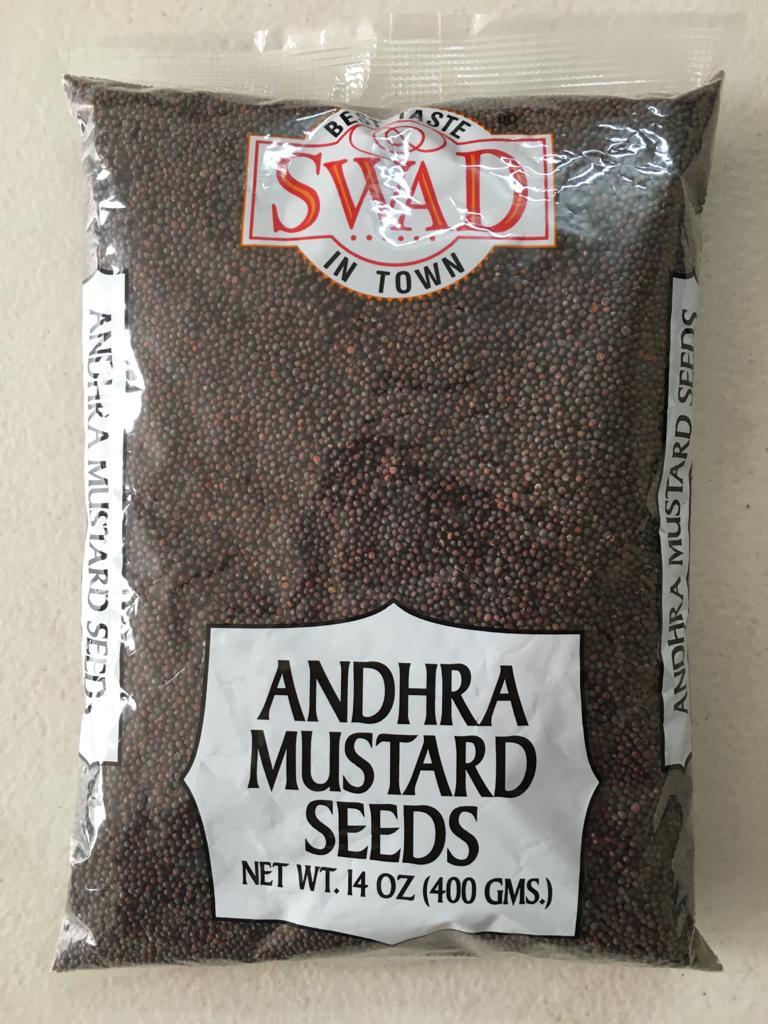 BEST TASTE
®
SWAD
IN TOWN
ANDHRA MUSTARD SEEDS
ANDHRA MUSTARD SEEDS
ANDHRA
MUSTARD
SEEDS
NET WT. 14 OZ (400 GMS.)